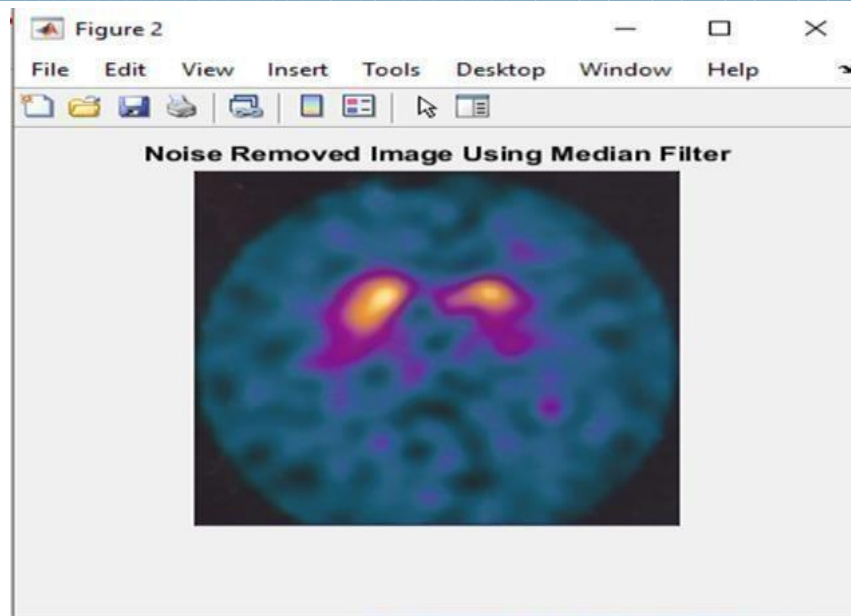 Figure 2
File Edit View Insert Tools Desktop Window Help
Noise Removed Image Using Median Filter